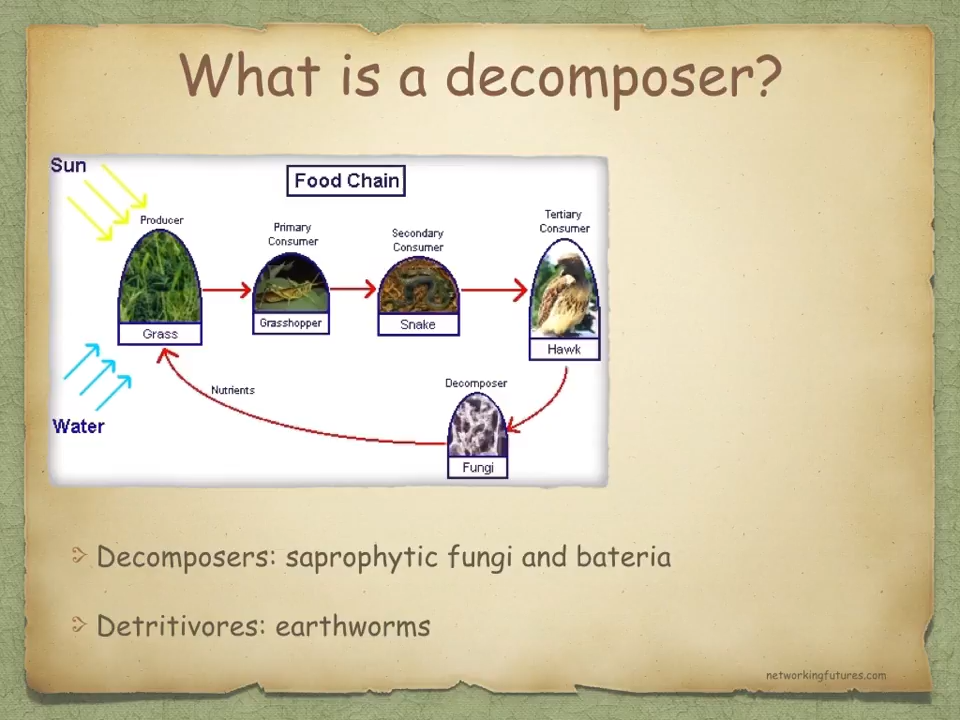 What is a decomposer?
Sun
Food Chain
Producer
Primary
Consumer
Secondary
Consumer
Tertiary
Consumer
Grass
Grasshopper
Snake
Hawk
Nutrients
Decomposer
Water
Fungi
Decomposers: saprophytic fungi and bateria
Detritivores: earthworms
networkingfutures.com